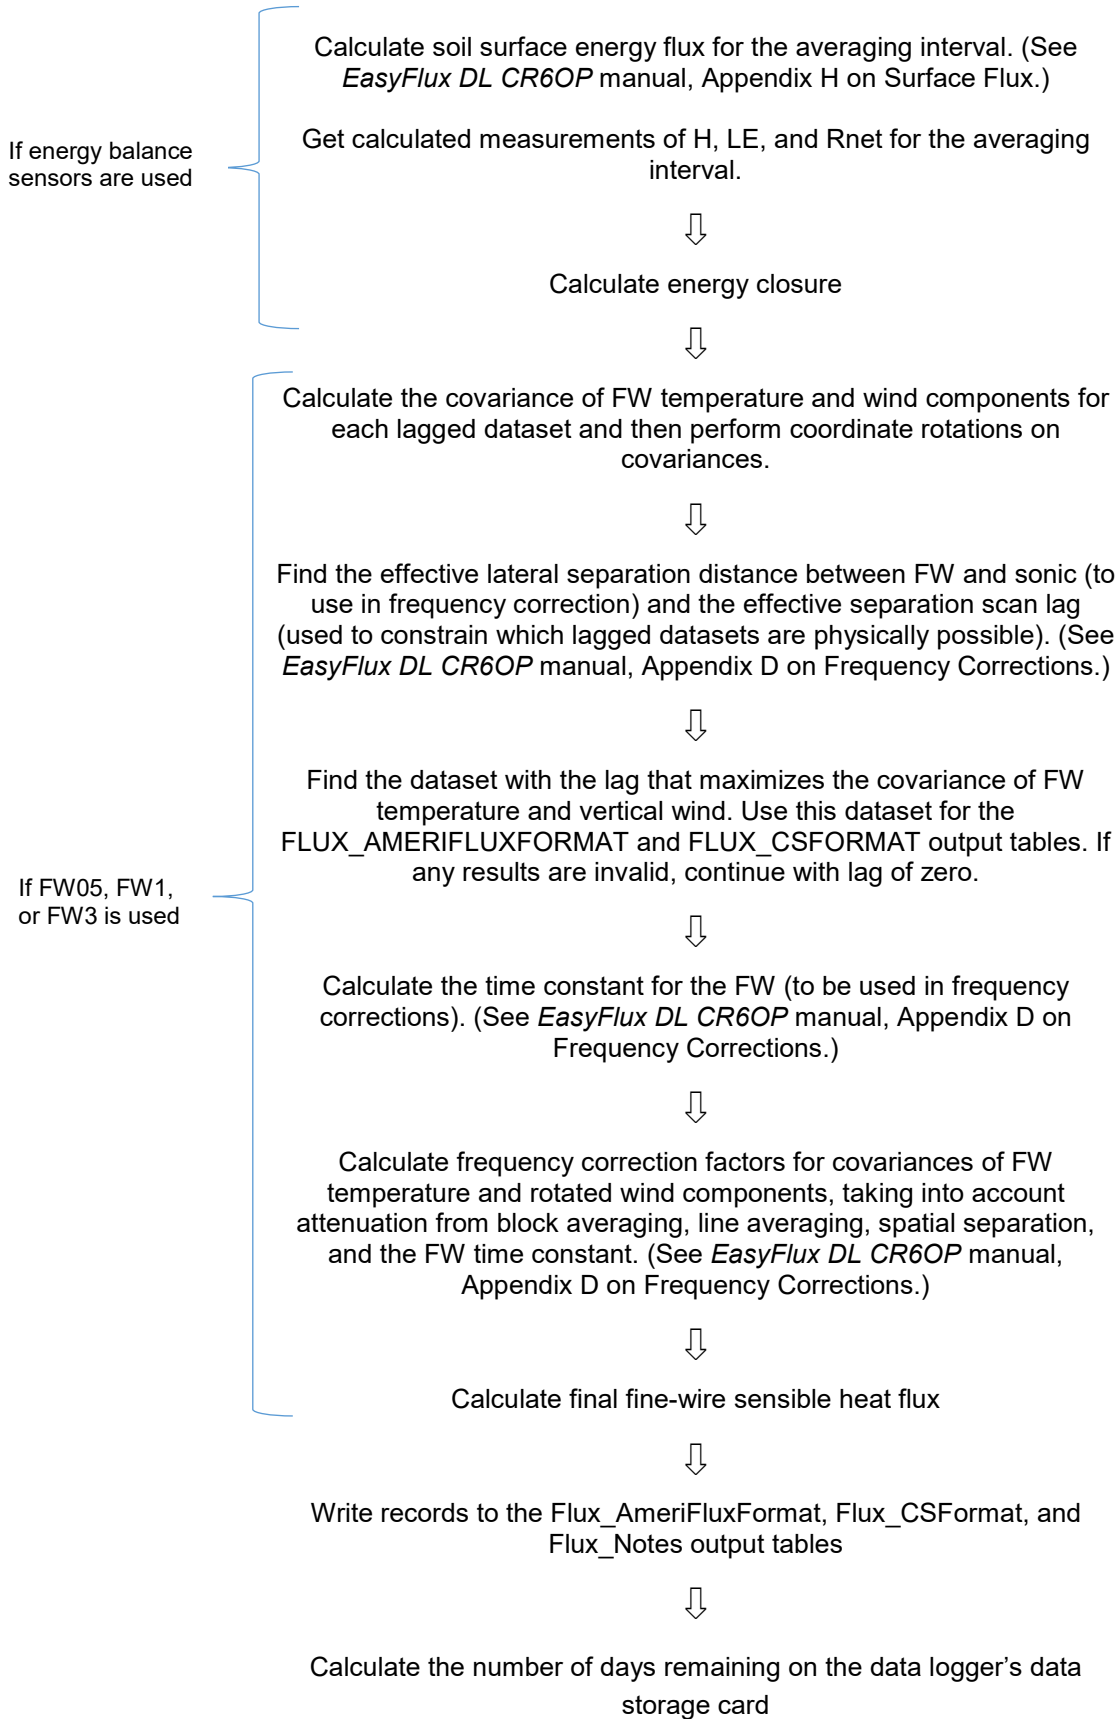 Calculate soil surface energy flux for the averaging interval. (See
EasyFlux DL CR6OP manual, Appendix H on Surface Flux.)
If energy balance
sensors are used
Get calculated measurements of H, LE, and Rnet for the averaging
interval.
Calculate energy closure
Calculate the covariance of FW temperature and wind components for
each lagged dataset and then perform coordinate rotations on
covariances.
Find the effective lateral separation distance between FW and sonic (to
use in frequency correction) and the effective separation scan lag
(used to constrain which lagged datasets are physically possible). (See
EasyFlux DL CR6OP manual, Appendix D on Frequency Corrections.)
Find the dataset with the lag that maximizes the covariance of FW
temperature and vertical wind. Use this dataset for the
FLUX_AMERIFLUXFORMAT and FLUX_CSFORMAT output tables. If
any results are invalid, continue with lag of zero.
If FW05, FW1,
or FW3 is used
Calculate the time constant for the FW (to be used in frequency
corrections). (See EasyFlux DL CR6OP manual, Appendix D on
Frequency Corrections.)
Calculate frequency correction factors for covariances of FW
temperature and rotated wind components, taking into account
attenuation from block averaging, line averaging, spatial separation,
and the FW time constant. (See EasyFlux DL CR6OP manual,
Appendix D on Frequency Corrections.)
Calculate final fine-wire sensible heat flux
Write records to the Flux_AmeriFluxFormat, Flux_CSFormat, and
Flux_Notes output tables
Calculate the number of days remaining on the data logger’s data
storage card